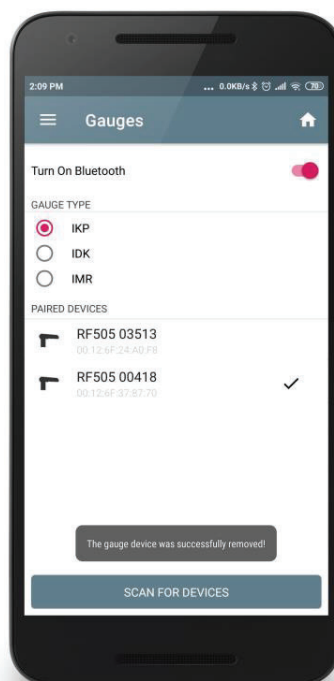 2:09 PM ... 0.0KB/s 70
Gauges
Turn On Bluetooth
GAUGE TYPE
IKP
IDK
IMR
PAIRED DEVICES
RF505 03513
00:12:6F:24:A0:F8
RF505 00418
00:12:6F:37:87:70
The gauge device was successfully removed!
SCAN FOR DEVICES